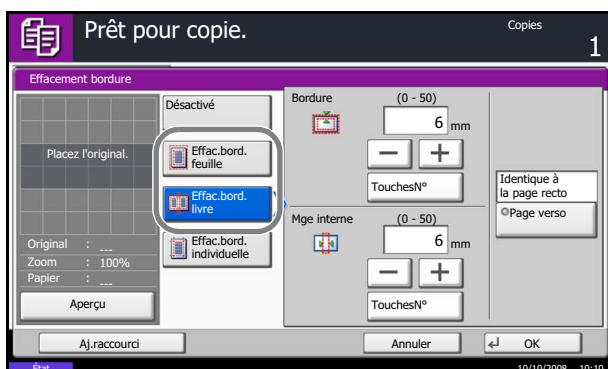 Prêt pour copie.
Copies
1
Effacement bordure
Placez l'original.
Original : __
Zoom : 100%
Papier : __
Aperçu
Désactivé
Effac.bord.
feuille
Effac.bord.
livre
Effac.bord.
individuelle
Bordure
(0 - 50)
6 mm
TouchesN°
Mge interne
(0 - 50)
6 mm
TouchesN°
Identique à
la page recto
Page verso
Aj.raccourci
Annuler
OK
État
10/10/2008 10:10